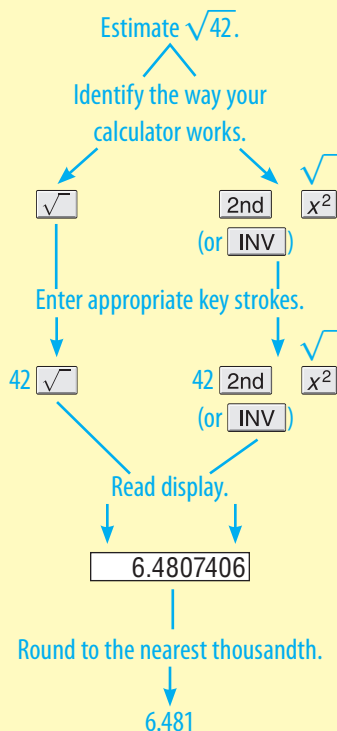 Estimate √42.
Identify the way your
calculator works.
√
√ 2nd x²
(or INV)
Enter appropriate key strokes.
√
42 √ 42 2nd x²
(or INV)
Read display.
6.4807406
Round to the nearest thousandth.
6.481